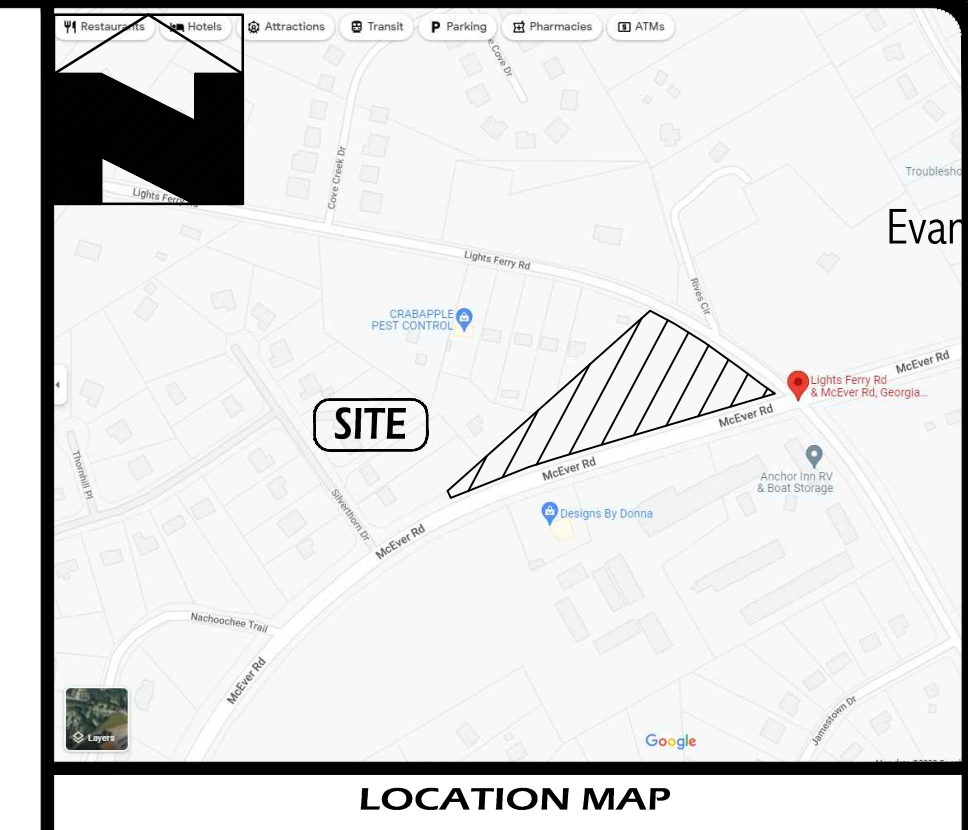 Restaurants Hotels Attractions Transit Parking Pharmacies ATMs
e Cove Dr
Cove Creek Dr
Troublesho
Lights Ferry Rd
Evan
Lights Ferry Rd
Rives Cir
CRABAPPLE
PEST CONTROL
McEver Rd
Lights Ferry Rd
& McEver Rd, Georgia...
SITE
McEver Rd
Thornhill Pl
McEver Rd
Anchor Inn RV
& Boat Storage
Silverthorn Dr
Designs By Donna
McEver Rd
Nachoochee Trail
McEver Rd
Jamestown Dr
Layers
Google
LOCATION MAP